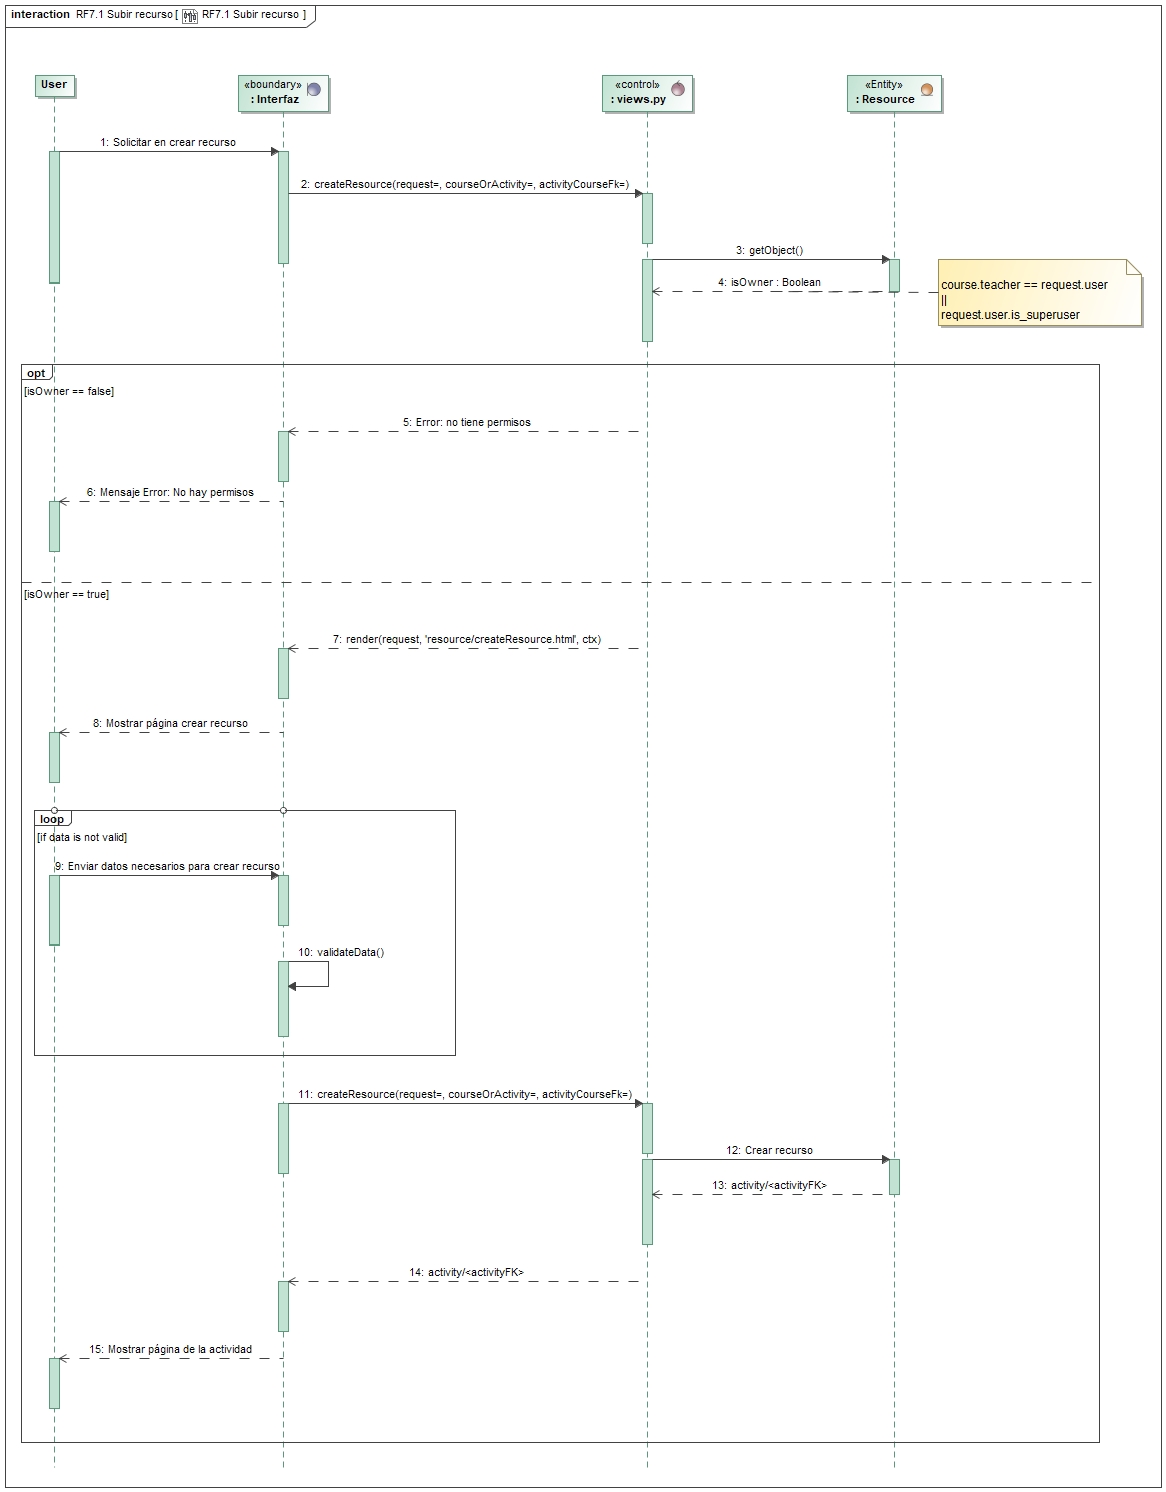 interaction RF7.1 Subir recurso [ RF7.1 Subir recurso ]
User
«boundary»
: Interfaz
«control»
: views.py
«Entity»
: Resource
1: Solicitar en crear recurso
2: createResource(request=, courseOrActivity=, activityCourseFk=)
3: getObject()
4: isOwner : Boolean
course.teacher == request.user
||
request.user.is_superuser
opt
[isOwner == false]
5: Error: no tiene permisos
6: Mensaje Error: No hay permisos
[isOwner == true]
7: render(request, 'resource/createResource.html', ctx)
8: Mostrar página crear recurso
loop
[if data is not valid]
9: Enviar datos necesarios para crear recurso
10: validateData()
11: createResource(request=, courseOrActivity=, activityCourseFk=)
12: Crear recurso
13: activity/<activityFK>
14: activity/<activityFK>
15: Mostrar página de la actividad